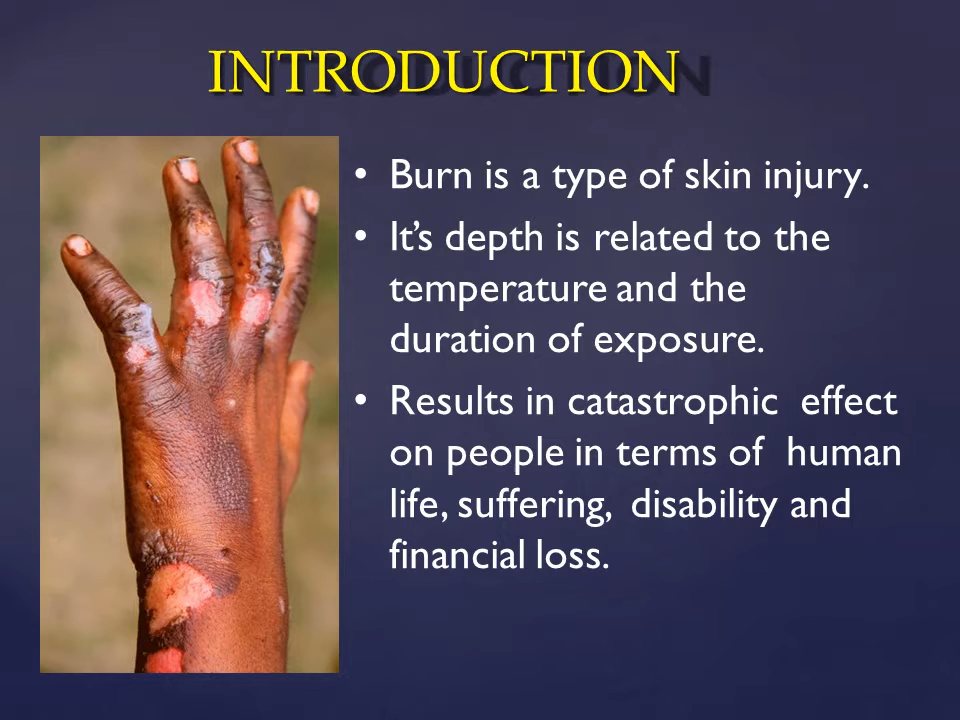 INTRODUCTION
• Burn is a type of skin injury.
• It’s depth is related to the
temperature and the
duration of exposure.
• Results in catastrophic effect
on people in terms of human
life, suffering, disability and
financial loss.